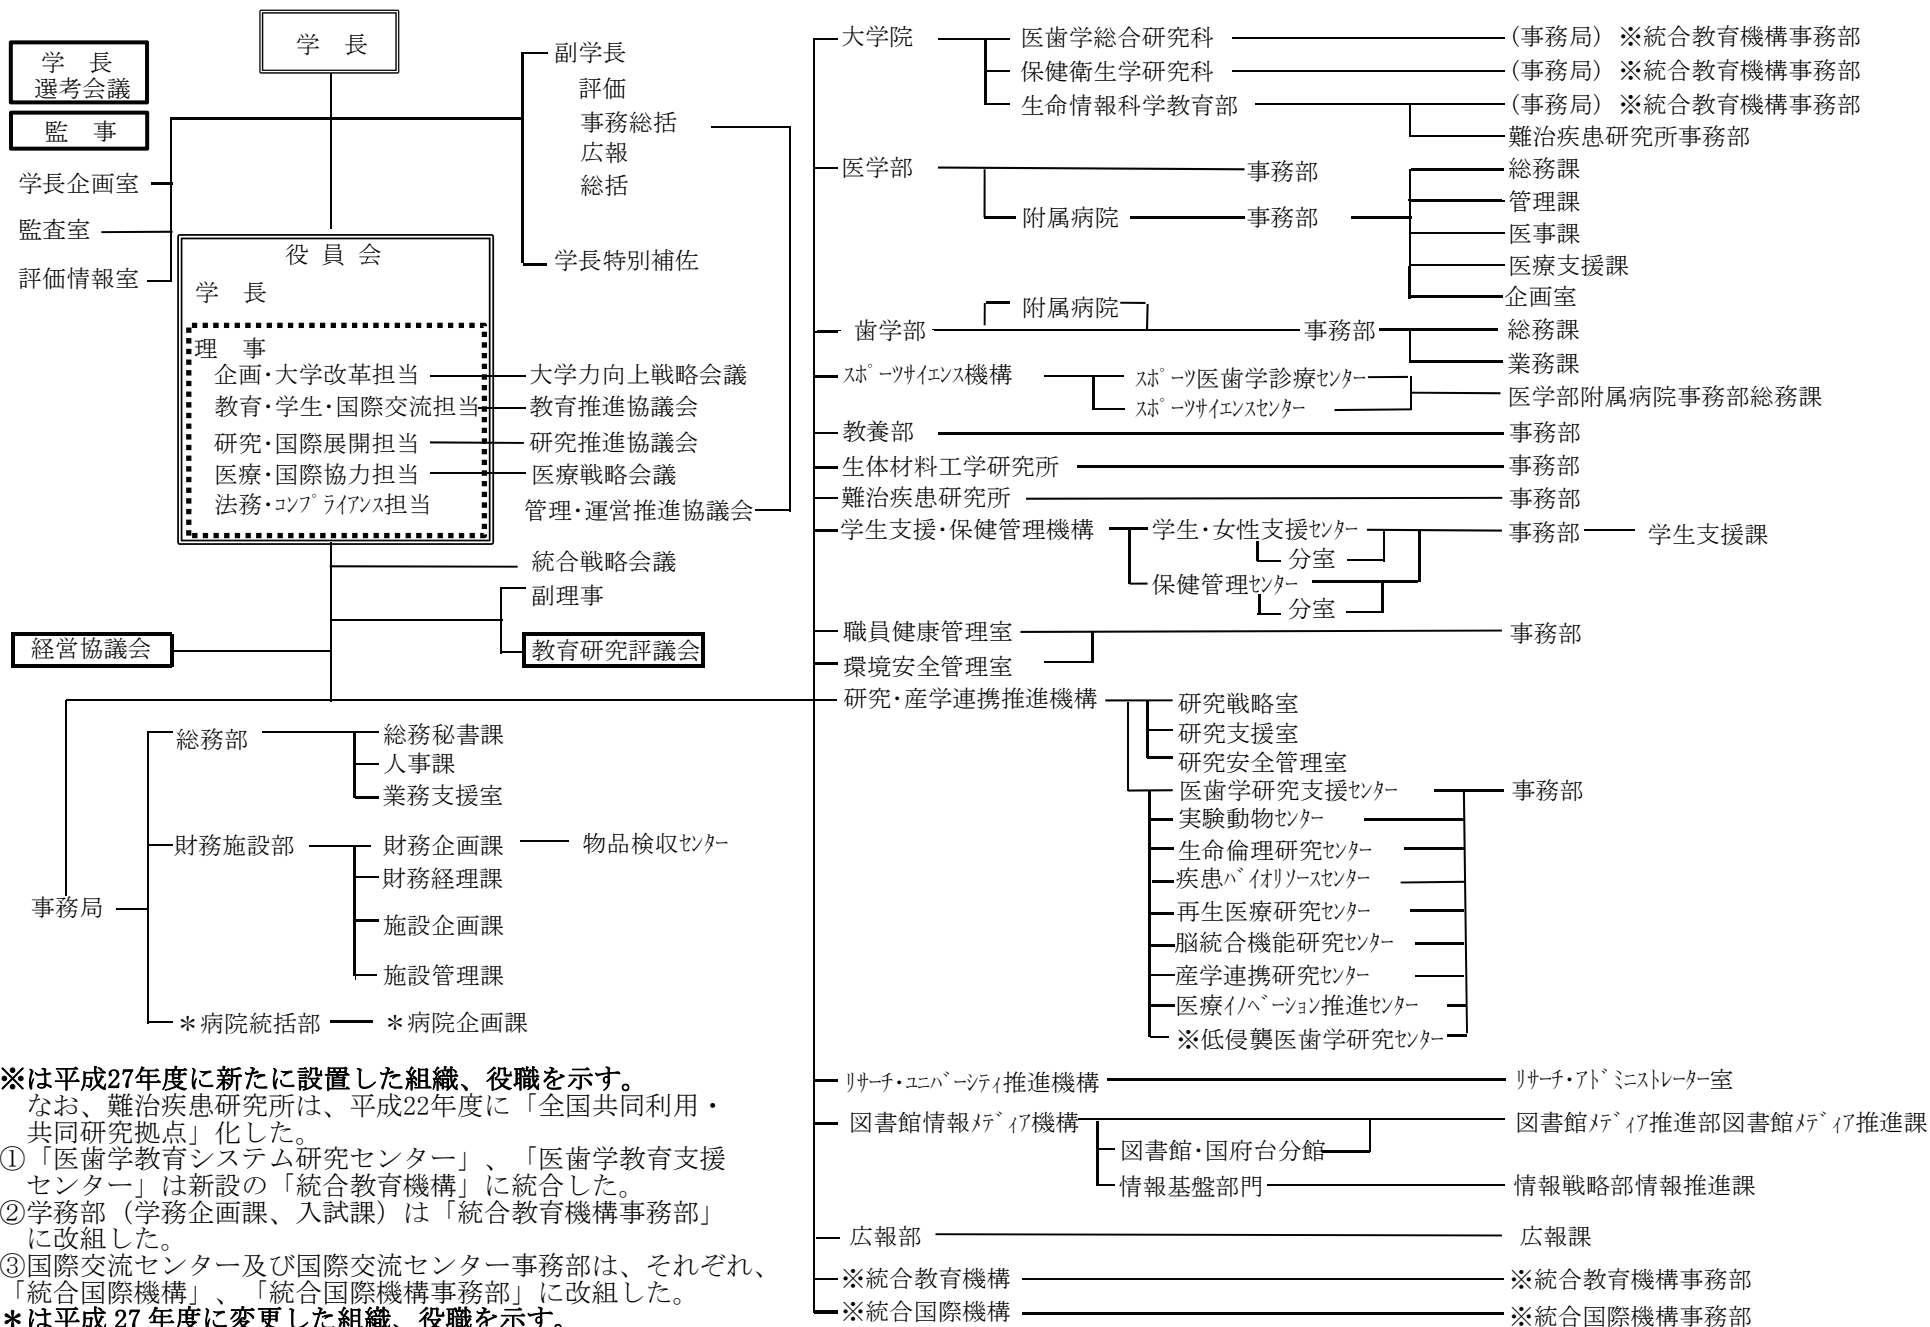 学　長
学　長
選考会議
監　事
学長企画室
監査室
評価情報室
副学長
評価
事務総括
広報
総括
学長特別補佐
役 員 会
学　長
理　事
企画・大学改革担当
大学力向上戦略会議
教育・学生・国際交流担当
教育推進協議会
研究・国際展開担当
研究推進協議会
医療・国際協力担当
医療戦略会議
法務・ｺﾝﾌﾟﾗｲｱﾝｽ担当
管理・運営推進協議会
統合戦略会議
副理事
経営協議会
教育研究評議会
事務局
総務部
総務秘書課
人事課
業務支援室
財務施設部
財務企画課
物品検収ｾﾝﾀｰ
財務経理課
施設企画課
施設管理課
＊病院統括部
＊病院企画課
※は平成27年度に新たに設置した組織、役職を示す。
なお、難治疾患研究所は、平成22年度に「全国共同利用・
共同研究拠点」化した。
①「医歯学教育システム研究センター」、「医歯学教育支援
センター」は新設の「統合教育機構」に統合した。
②学務部（学務企画課、入試課）は「統合教育機構事務部」
に改組した。
③国際交流センター及び国際交流センター事務部は、それぞれ、
「統合国際機構」、「統合国際機構事務部」に改組した。
＊は平成 27 年度に変更した組織、役職を示す。
大学院
医歯学総合研究科
(事務局) ※統合教育機構事務部
保健衛生学研究科
(事務局) ※統合教育機構事務部
生命情報科学教育部
(事務局) ※統合教育機構事務部
難治疾患研究所事務部
医学部
事務部
総務課
管理課
附属病院
事務部
医事課
医療支援課
企画室
附属病院
歯学部
事務部
総務課
業務課
ｽﾎﾟｰﾂｻｲｴﾝｽ機構
ｽﾎﾟｰﾂ医歯学診療ｾﾝﾀｰ
ｽﾎﾟｰﾂｻｲｴﾝｽｾﾝﾀｰ
医学部附属病院事務部総務課
教養部
事務部
生体材料工学研究所
事務部
難治疾患研究所
事務部
学生支援・保健管理機構
学生・女性支援ｾﾝﾀｰ
事務部
学生支援課
分室
保健管理ｾﾝﾀｰ
分室
職員健康管理室
事務部
環境安全管理室
研究・産学連携推進機構
研究戦略室
研究支援室
研究安全管理室
医歯学研究支援ｾﾝﾀｰ
事務部
実験動物ｾﾝﾀｰ
生命倫理研究ｾﾝﾀｰ
疾患ﾊﾞｲｵﾘｿｰｽｾﾝﾀｰ
再生医療研究ｾﾝﾀｰ
脳統合機能研究ｾﾝﾀｰ
産学連携研究ｾﾝﾀｰ
医療ｲﾉﾍﾞｰｼｮﾝ推進ｾﾝﾀｰ
※低侵襲医歯学研究ｾﾝﾀｰ
ﾘｻｰﾁ・ﾕﾆﾊﾞｰｼﾃｨ推進機構
ﾘｻｰﾁ・ｱﾄﾞﾐﾆｽﾄﾚｰﾀｰ室
図書館情報ﾒﾃﾞｨｱ機構
図書館ﾒﾃﾞｨｱ推進部図書館ﾒﾃﾞｨｱ推進課
図書館・国府台分館
情報基盤部門
情報戦略部情報推進課
広報部
広報課
※統合教育機構
※統合教育機構事務部
※統合国際機構
※統合国際機構事務部